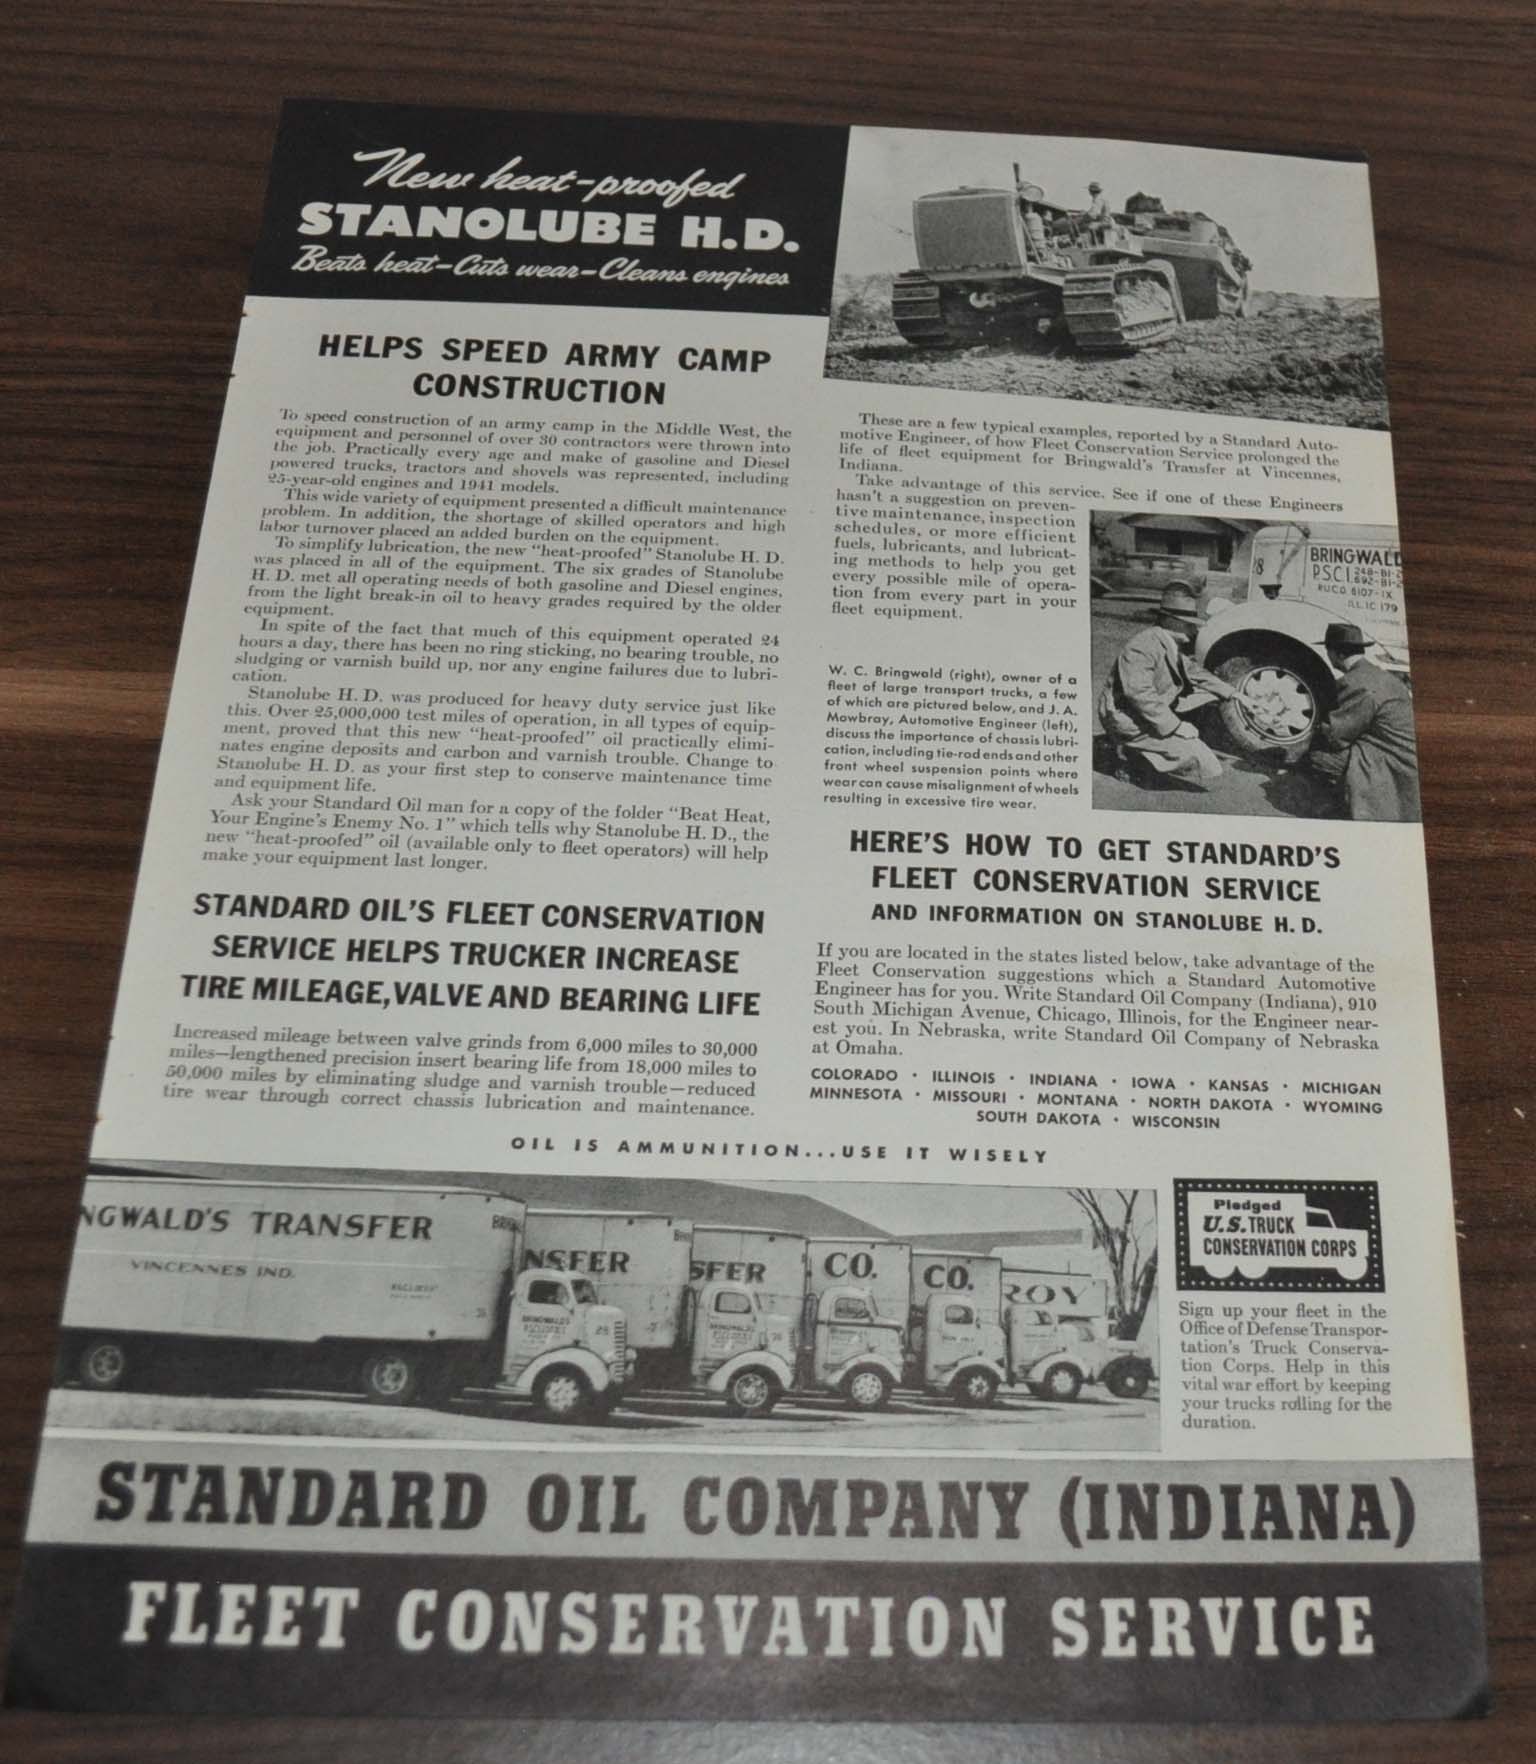 New heat-proofed
STANOLUBE H.D.
Beats heat-Cuts wear-Cleans engines
HELPS SPEED ARMY CAMP
CONSTRUCTION
To speed construction of an army camp in the Middle West, the
equipment and personnel of over 30 contractors were thrown into
the job. Practically every age and make of gasoline and Diesel
powered trucks, tractors and shovels was represented, including
25-year-old engines and 1941 models.
This wide variety of equipment presented a difficult maintenance
problem. In addition, the shortage of skilled operators and high
labor turnover placed an added burden on the equipment.
To simplify lubrication, the new "heat-proofed" Stanolube H. D.
was placed in all of the equipment. The six grades of Stanolube
H. D. met all operating needs of both gasoline and Diesel engines,
from the light break-in oil to heavy grades required by the older
equipment.
In spite of the fact that much of this equipment operated 24
hours a day, there has been no ring sticking, no bearing trouble, no
sludging or varnish build up, nor any engine failures due to lubri-
cation.
Stanolube H. D. was produced for heavy duty service just like
this. Over 25,000,000 test miles of operation, in all types of equip-
ment, proved that this new "heat-proofed" oil practically elimi-
nates engine deposits and carbon and varnish trouble. Change to
Stanolube H. D. as your first step to conserve maintenance time
and equipment life.
Ask your Standard Oil man for a copy of the folder "Beat Heat,
Your Engine's Enemy No. 1" which tells why Stanolube H. D., the
new "heat-proofed" oil (available only to fleet operators) will help
make your equipment last longer.
STANDARD OIL'S FLEET CONSERVATION
SERVICE HELPS TRUCKER INCREASE
TIRE MILEAGE, VALVE AND BEARING LIFE
Increased mileage between valve grinds from 6,000 miles to 30,000
miles—lengthened precision insert bearing life from 18,000 miles to
50,000 miles by eliminating sludge and varnish trouble—reduced
tire wear through correct chassis lubrication and maintenance.
These are a few typical examples, reported by a Standard Auto-
motive Engineer, of how Fleet Conservation Service prolonged the
life of fleet equipment for Bringwald's Transfer at Vincennes,
Indiana.
Take advantage of this service. See if one of these Engineers
hasn't a suggestion on preven-
tive maintenance, inspection
schedules, or more efficient
fuels, lubricants, and lubricat-
ing methods to help you get
every possible mile of opera-
tion from every part in your
fleet equipment.
28
BRINGWALD
P.S.C.I. 248-BI-2
692-BI-2
P.U.C.O. 6107-IX
ILL.IC 179
W. C. Bringwald (right), owner of a
fleet of large transport trucks, a few
of which are pictured below, and J. A.
Mowbray, Automotive Engineer (left),
discuss the importance of chassis lubri-
cation, including tie-rod ends and other
front wheel suspension points where
wear can cause misalignment of wheels
resulting in excessive tire wear.
HERE'S HOW TO GET STANDARD'S
FLEET CONSERVATION SERVICE
AND INFORMATION ON STANOLUBE H. D.
If you are located in the states listed below, take advantage of the
Fleet Conservation suggestions which a Standard Automotive
Engineer has for you. Write Standard Oil Company (Indiana), 910
South Michigan Avenue, Chicago, Illinois, for the Engineer near-
est you. In Nebraska, write Standard Oil Company of Nebraska
at Omaha.
COLORADO • ILLINOIS • INDIANA • IOWA • KANSAS • MICHIGAN
MINNESOTA • MISSOURI • MONTANA • NORTH DAKOTA • WYOMING
SOUTH DAKOTA • WISCONSIN
OIL IS AMMUNITION...USE IT WISELY
NGWALD'S TRANSFER
VINCENNES IND.
NSFER
SFER
CO.
CO.
ROY
Pledged
U.S. TRUCK
CONSERVATION CORPS
Sign up your fleet in the
Office of Defense Transpor-
tation's Truck Conserva-
tion Corps. Help in this
vital war effort by keeping
your trucks rolling for the
duration.
STANDARD OIL COMPANY (INDIANA)
FLEET CONSERVATION SERVICE